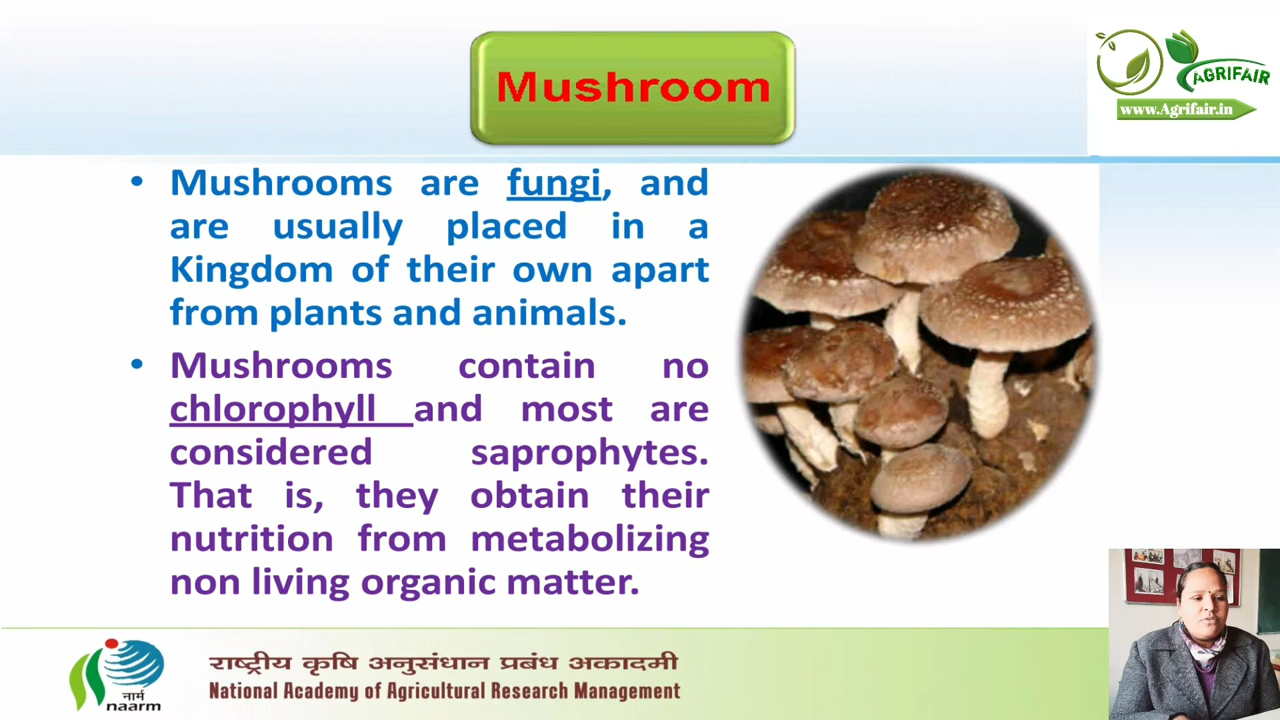 Mushroom
AGRIFAIR
www.Agrifair.in
• Mushrooms are fungi, and
are usually placed in a
Kingdom of their own apart
from plants and animals.
• Mushrooms contain no
chlorophyll and most are
considered saprophytes.
That is, they obtain their
nutrition from metabolizing
non living organic matter.
नार्म
naarm
राष्ट्रीय कृषि अनुसंधान प्रबंध अकादमी
National Academy of Agricultural Research Management